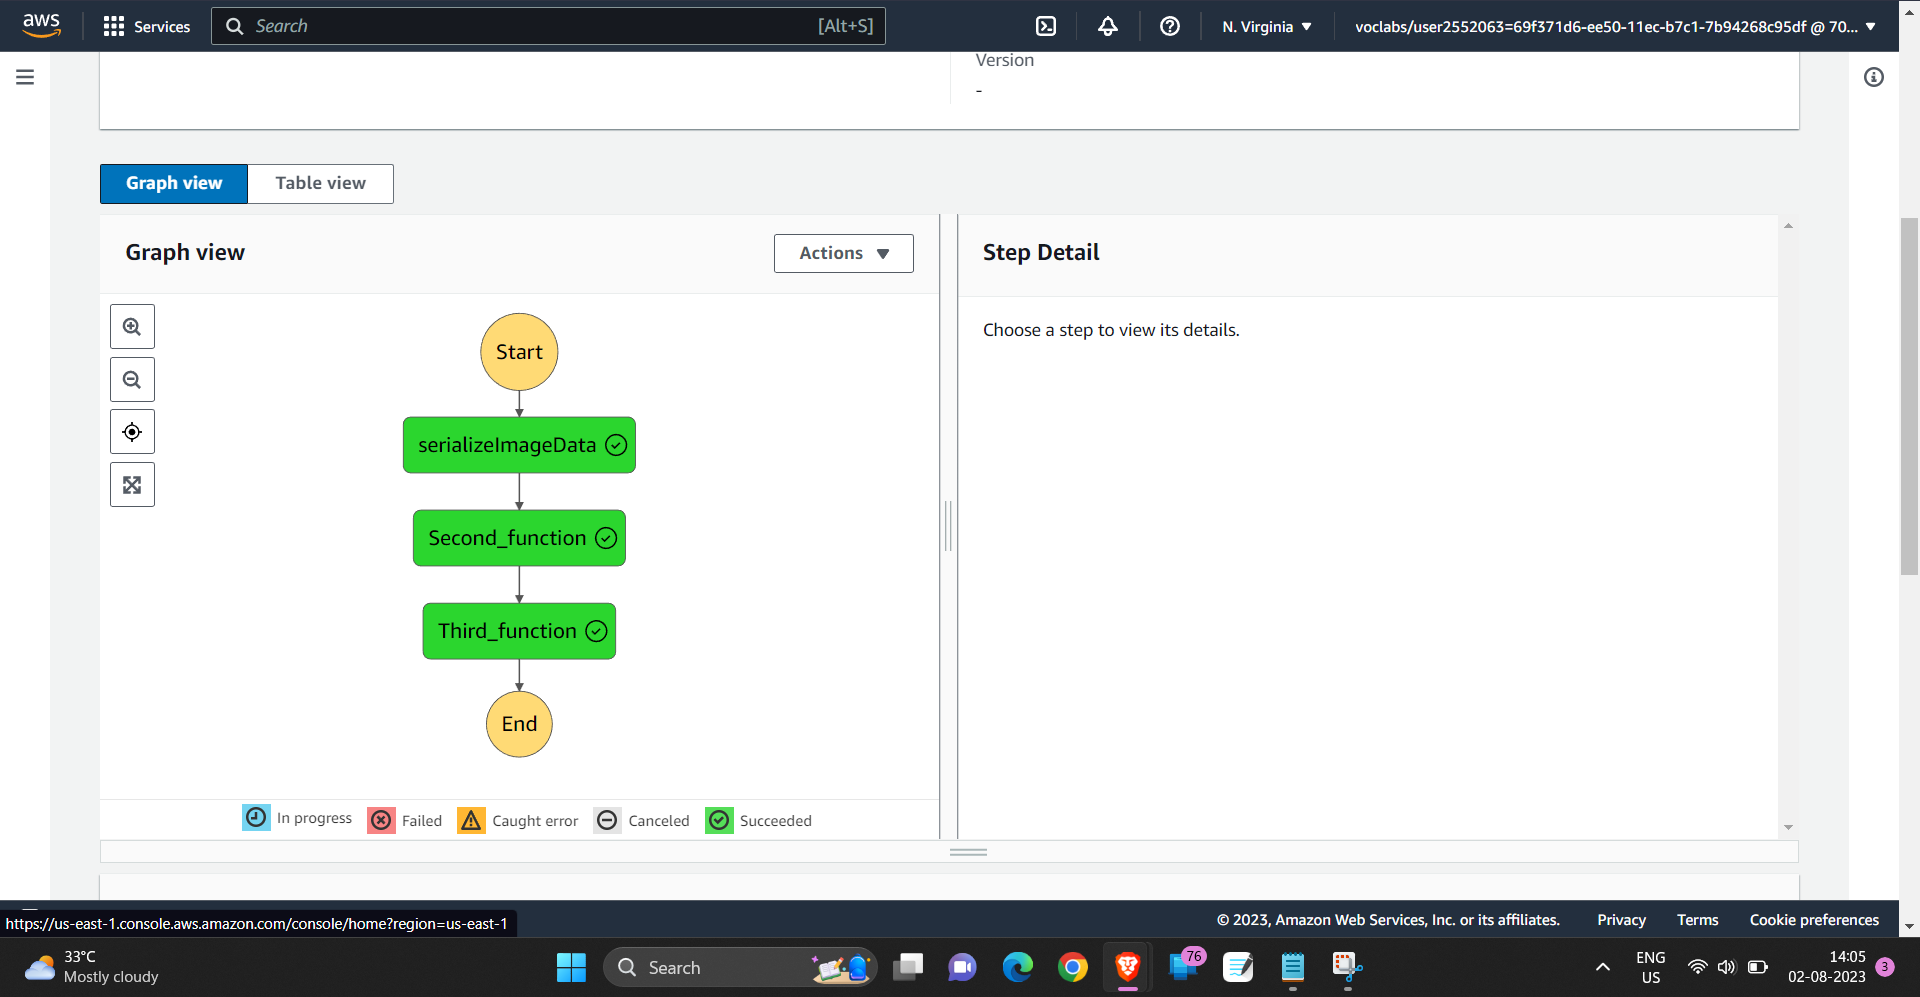 aws
Services
Search
[Alt+S]
N. Virginia
voclabs/user2552063=69f371d6-ee50-11ec-b7c1-7b94268c95df @ 70...
Version
-
Graph view
Table view
Graph view
Actions
Step Detail
Choose a step to view its details.
Start
serializeImageData
Second_function
Third_function
End
In progress
Failed
Caught error
Canceled
Succeeded
https://us-east-1.console.aws.amazon.com/console/home?region=us-east-1
© 2023, Amazon Web Services, Inc. or its affiliates.
Privacy
Terms
Cookie preferences
33°C
Mostly cloudy
Search
76
ENG
US
14:05
02-08-2023
3